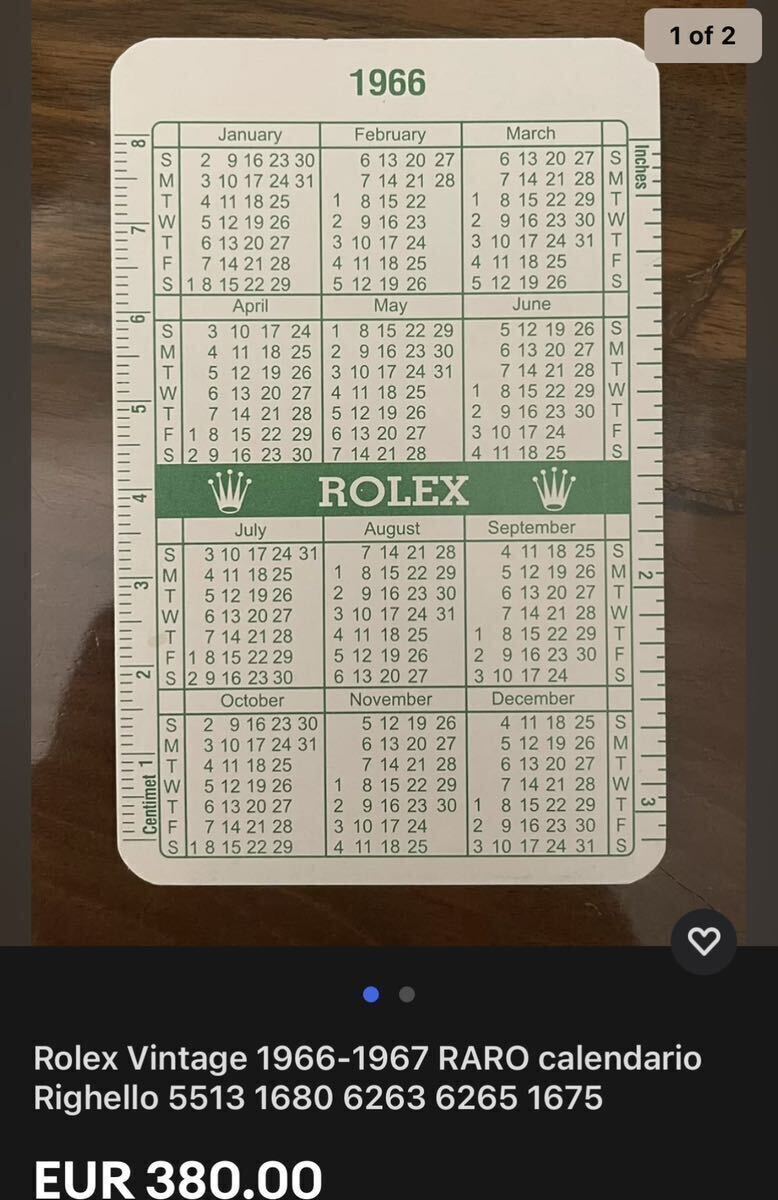 1 of 2
1966
January February March
S 2 9 16 23 30 6 13 20 27 6 13 20 27 S
M 3 10 17 24 31 7 14 21 28 7 14 21 28 M
T 4 11 18 25 1 8 15 22 1 8 15 22 29 T
W 5 12 19 26 2 9 16 23 2 9 16 23 30 W
T 6 13 20 27 3 10 17 24 3 10 17 24 31 T
F 7 14 21 28 4 11 18 25 4 11 18 25 F
S 1 8 15 22 29 5 12 19 26 5 12 19 26 S
April May June
S 3 10 17 24 1 8 15 22 29 5 12 19 26 S
M 4 11 18 25 2 9 16 23 30 6 13 20 27 M
T 5 12 19 26 3 10 17 24 31 7 14 21 28 T
W 6 13 20 27 4 11 18 25 1 8 15 22 29 W
T 7 14 21 28 5 12 19 26 2 9 16 23 30 T
F 1 8 15 22 29 6 13 20 27 3 10 17 24 F
S 2 9 16 23 30 7 14 21 28 4 11 18 25 S
ROLEX
July August September
S 3 10 17 24 31 7 14 21 28 4 11 18 25 S
M 4 11 18 25 1 8 15 22 29 5 12 19 26 M
T 5 12 19 26 2 9 16 23 30 6 13 20 27 T
W 6 13 20 27 3 10 17 24 31 7 14 21 28 W
T 7 14 21 28 4 11 18 25 1 8 15 22 29 T
F 1 8 15 22 29 5 12 19 26 2 9 16 23 30 F
S 2 9 16 23 30 6 13 20 27 3 10 17 24 S
October November December
S 2 9 16 23 30 5 12 19 26 4 11 18 25 S
M 3 10 17 24 31 6 13 20 27 5 12 19 26 M
T 4 11 18 25 7 14 21 28 6 13 20 27 T
W 5 12 19 26 1 8 15 22 29 7 14 21 28 W
T 6 13 20 27 2 9 16 23 30 1 8 15 22 29 T
F 7 14 21 28 3 10 17 24 2 9 16 23 30 F
S 1 8 15 22 29 4 11 18 25 3 10 17 24 31 S
8 7 6 5 4 3 2 1 Centimet
Inches 2 3
Rolex Vintage 1966-1967 RARO calendario
Righello 5513 1680 6263 6265 1675
EUR 380.00